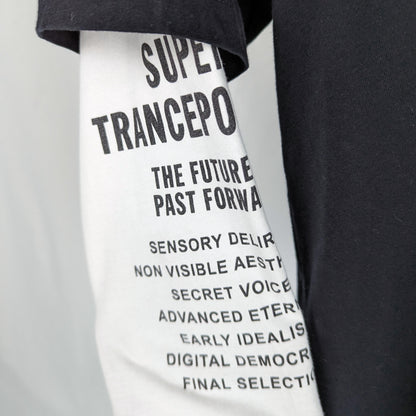 SUPE
TRANCEPO
THE FUTURE
PAST FORWA
SENSORY DELIR
NON VISIBLE AESTH
SECRET VOICE
ADVANCED ETER
EARLY IDEALIS
DIGITAL DEMOCR
FINAL SELECTIO